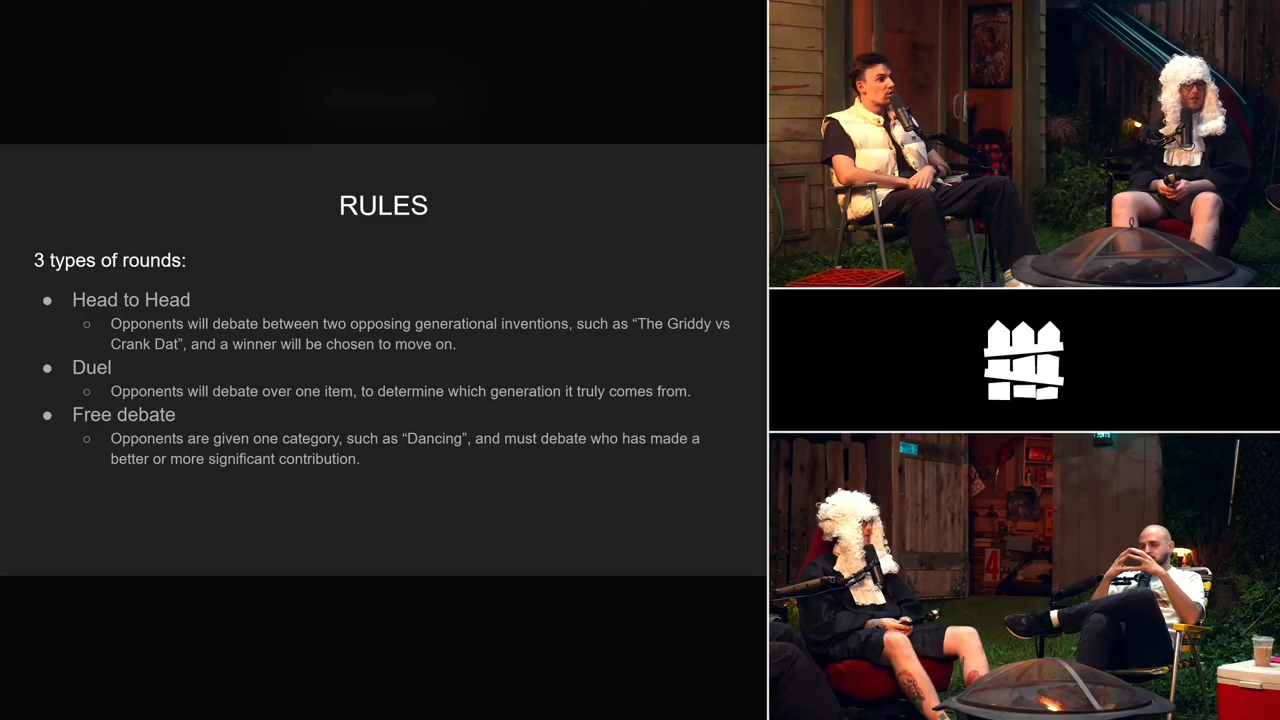 RULES
3 types of rounds:
● Head to Head
○ Opponents will debate between two opposing generational inventions, such as “The Griddy vs
Crank Dat”, and a winner will be chosen to move on.
● Duel
○ Opponents will debate over one item, to determine which generation it truly comes from.
● Free debate
○ Opponents are given one category, such as “Dancing”, and must debate who has made a
better or more significant contribution.
4